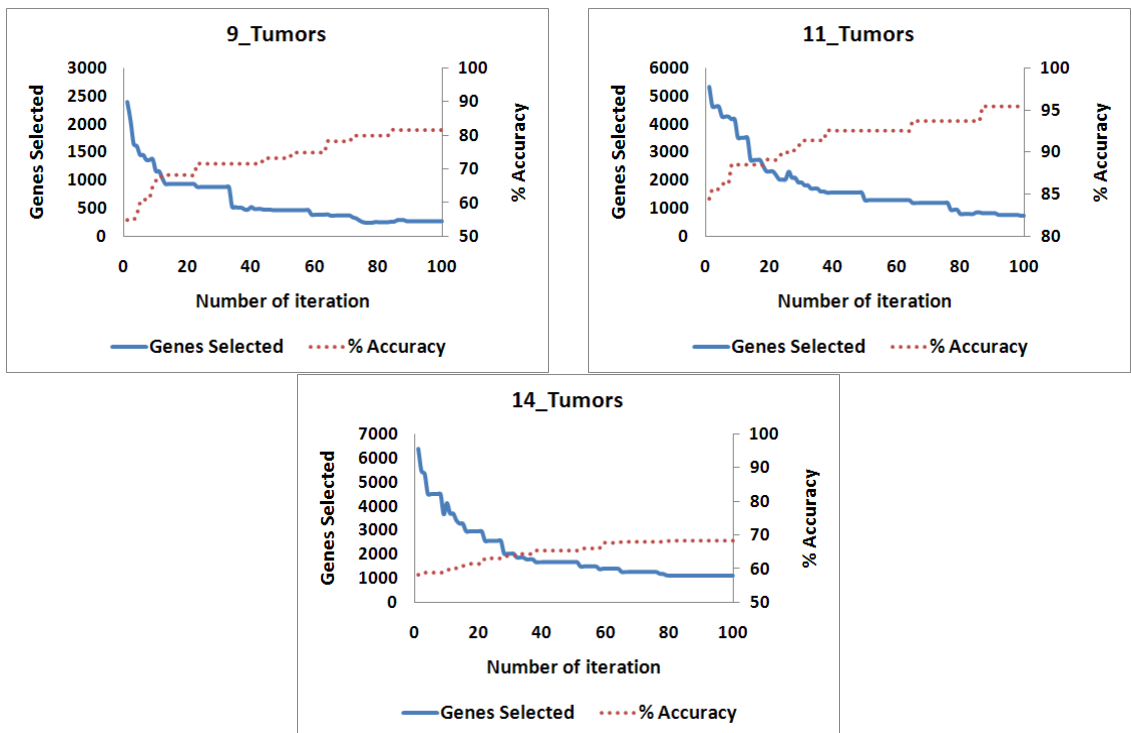 9_Tumors
Genes Selected
3000
2500
2000
1500
1000
500
0
100
90
80
70
60
50
% Accuracy
0 20 40 60 80 100
Number of iteration
Genes Selected % Accuracy
11_Tumors
Genes Selected
6000
5000
4000
3000
2000
1000
0
100
95
90
85
80
% Accuracy
0 20 40 60 80 100
Number of iteration
Genes Selected % Accuracy
14_Tumors
Genes Selected
7000
6000
5000
4000
3000
2000
1000
0
100
90
80
70
60
50
% Accuracy
0 20 40 60 80 100
Number of iteration
Genes Selected % Accuracy